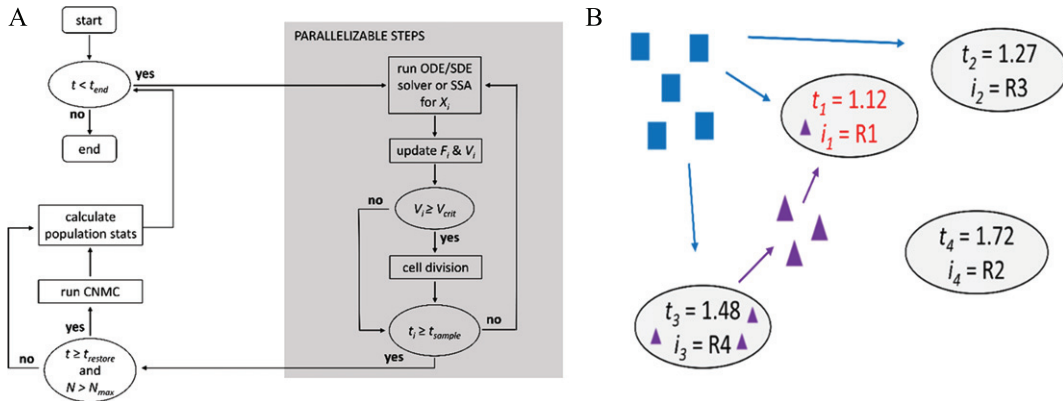 A
start
t < t_end
yes
no
end
PARALLELIZABLE STEPS
run ODE/SDE
solver or SSA
for X_i
update F_i & V_i
V_i ≥ V_crit
no
yes
cell division
t_i ≥ t_sample
no
yes
calculate
population stats
run CNMC
yes
no
t ≥ t_restore
and
N > N_max
B
t_2 = 1.27
i_2 = R3
t_1 = 1.12
i_1 = R1
t_4 = 1.72
i_4 = R2
t_3 = 1.48
i_3 = R4